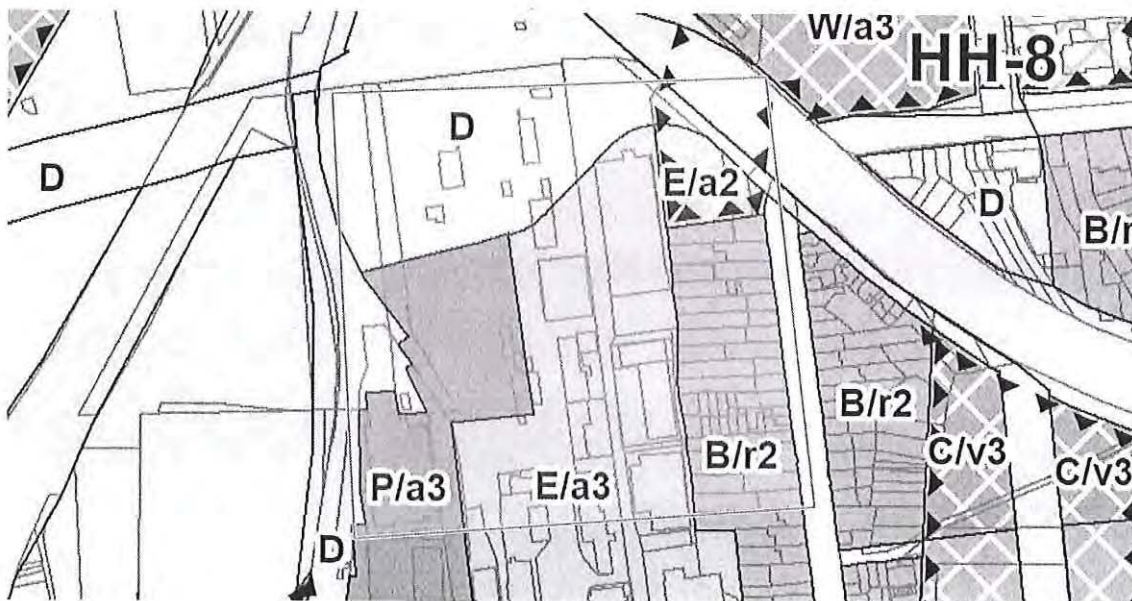 W/a3
HH-8
D
D
E/a2
D
B/r
B/r2
C/v3
B/r2
C/v3
P/a3
E/a3
D